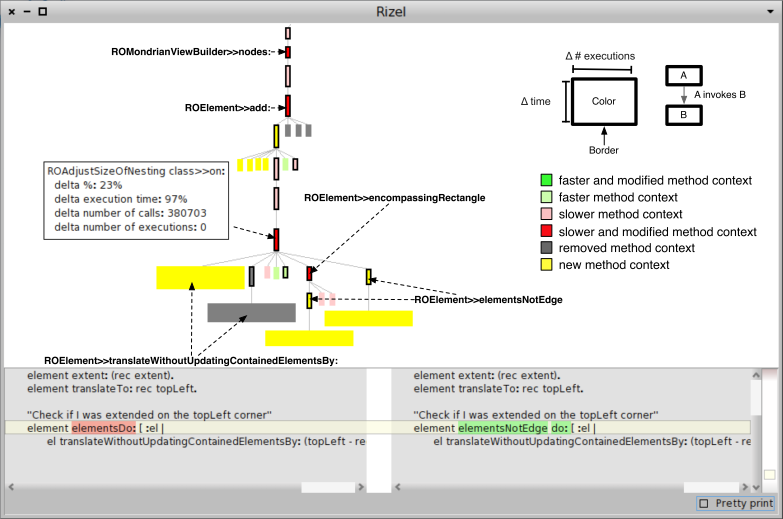 Rizel
ROMondrianViewBuilder>>nodes:
ROElement>>add:
Δ # executions
Δ time
Color
Border
A
A invokes B
B
ROAdjustSizeOfNesting class>>on:
delta %: 23%
delta execution time: 97%
delta number of calls: 380703
delta number of executions: 0
ROElement>>encompassingRectangle
faster and modified method context
faster method context
slower method context
slower and modified method context
removed method context
new method context
ROElement>>elementsNotEdge
ROElement>>translateWithoutUpdatingContainedElementsBy:
element extent: (rec extent).
element translateTo: rec topLeft.
"Check if I was extended on the topLeft corner"
element elementsDo: [ :el |
el translateWithoutUpdatingContainedElementsBy: (topLeft - re
element extent: (rec extent).
element translateTo: rec topLeft.
"Check if I was extended on the topLeft corner"
element elementsNotEdge do: [ :el |
el translateWithoutUpdatingContainedElementsBy: (topLeft - re
Pretty print